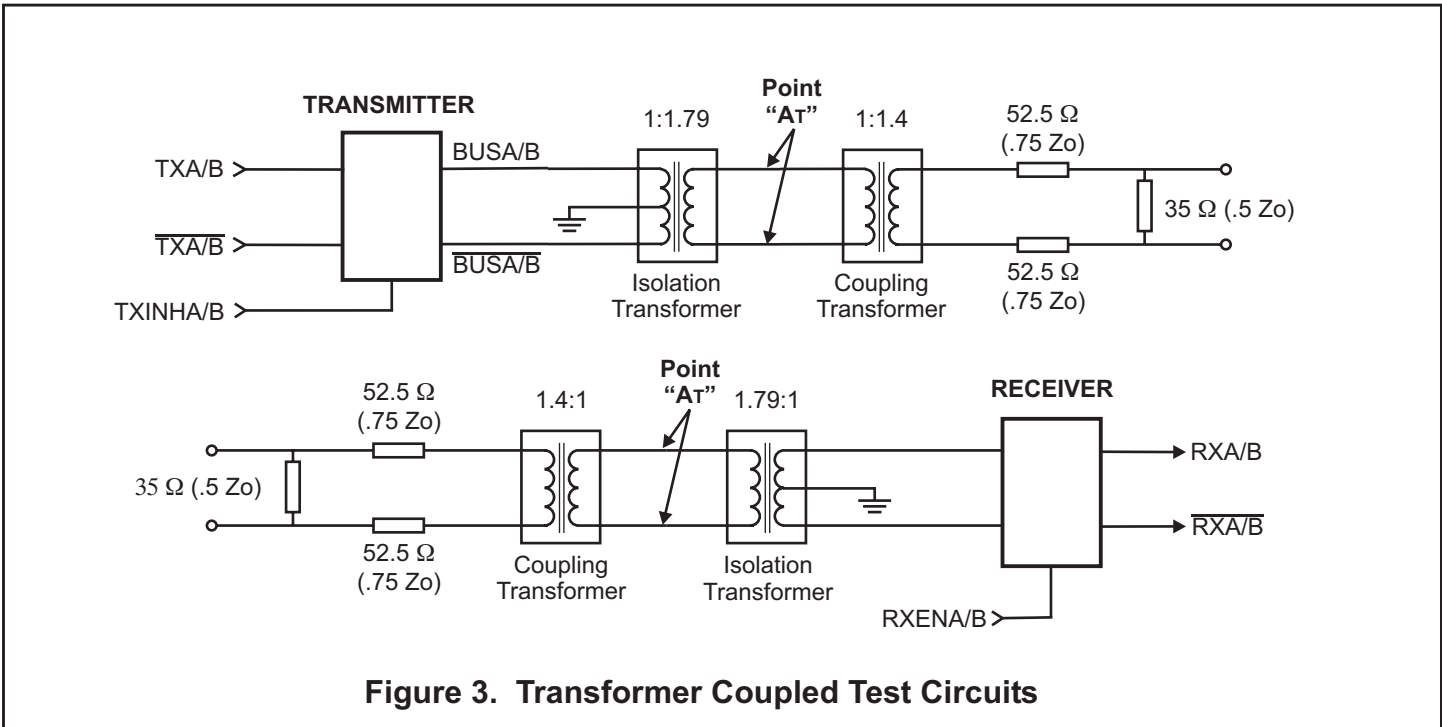 TRANSMITTER
Point
“AT”
1:1.79
1:1.4
52.5 Ω
(.75 Zo)
TXA/B
BUSA/B
35 Ω (.5 Zo)
TXA/B
BUSA/B
52.5 Ω
(.75 Zo)
Isolation
Transformer
Coupling
Transformer
TXINHA/B
Point
“AT”
52.5 Ω
(.75 Zo)
1.4:1
1.79:1
RECEIVER
RXA/B
35 Ω (.5 Zo)
RXA/B
52.5 Ω
(.75 Zo)
Coupling
Transformer
Isolation
Transformer
RXENA/B
Figure 3. Transformer Coupled Test Circuits